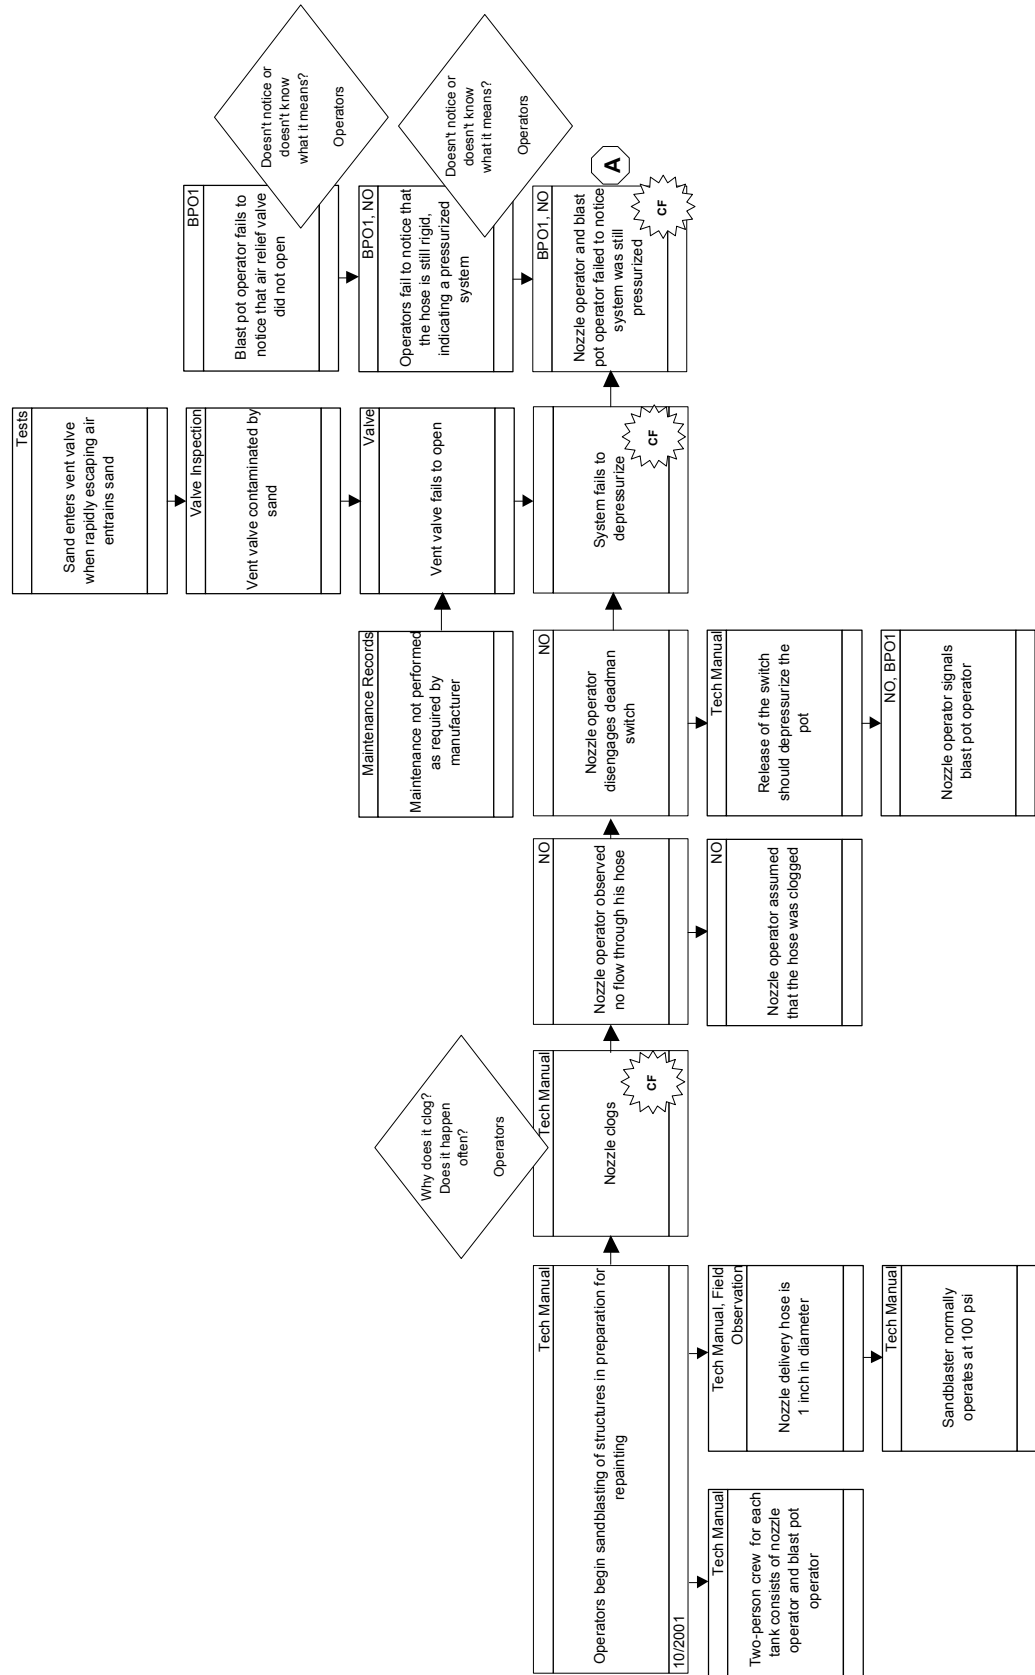 Tech Manual
Operators begin sandblasting of structures in preparation for
repainting
10/2001
Tech Manual
Two-person crew for each
tank consists of nozzle
operator and blast pot
operator
Tech Manual, Field
Observation
Nozzle delivery hose is
1 inch in diameter
Tech Manual
Sandblaster normally
operates at 100 psi
Why does it clog?
Does it happen
often?
Operators
Tech Manual
Nozzle clogs
CF
NO
Nozzle operator observed
no flow through his hose
NO
Nozzle operator assumed
that the hose was clogged
NO
Nozzle operator
disengages deadman
switch
Tech Manual
Release of the switch
should depressurize the
pot
NO, BPO1
Nozzle operator signals
blast pot operator
Maintenance Records
Maintenance not performed
as required by
manufacturer
Tests
Sand enters vent valve
when rapidly escaping air
entrains sand
Valve Inspection
Vent valve contaminated by
sand
Valve
Vent valve fails to open
System fails to
depressurize
CF
BPO1
Blast pot operator fails to
notice that air relief valve
did not open
Doesn't notice or
doesn't know
what it means?
Operators
BPO1, NO
Operators fail to notice that
the hose is still rigid,
indicating a pressurized
system
Doesn't notice or
doesn't know
what it means?
Operators
BPO1, NO
Nozzle operator and blast
pot operator failed to notice
system was still
pressurized
CF
A